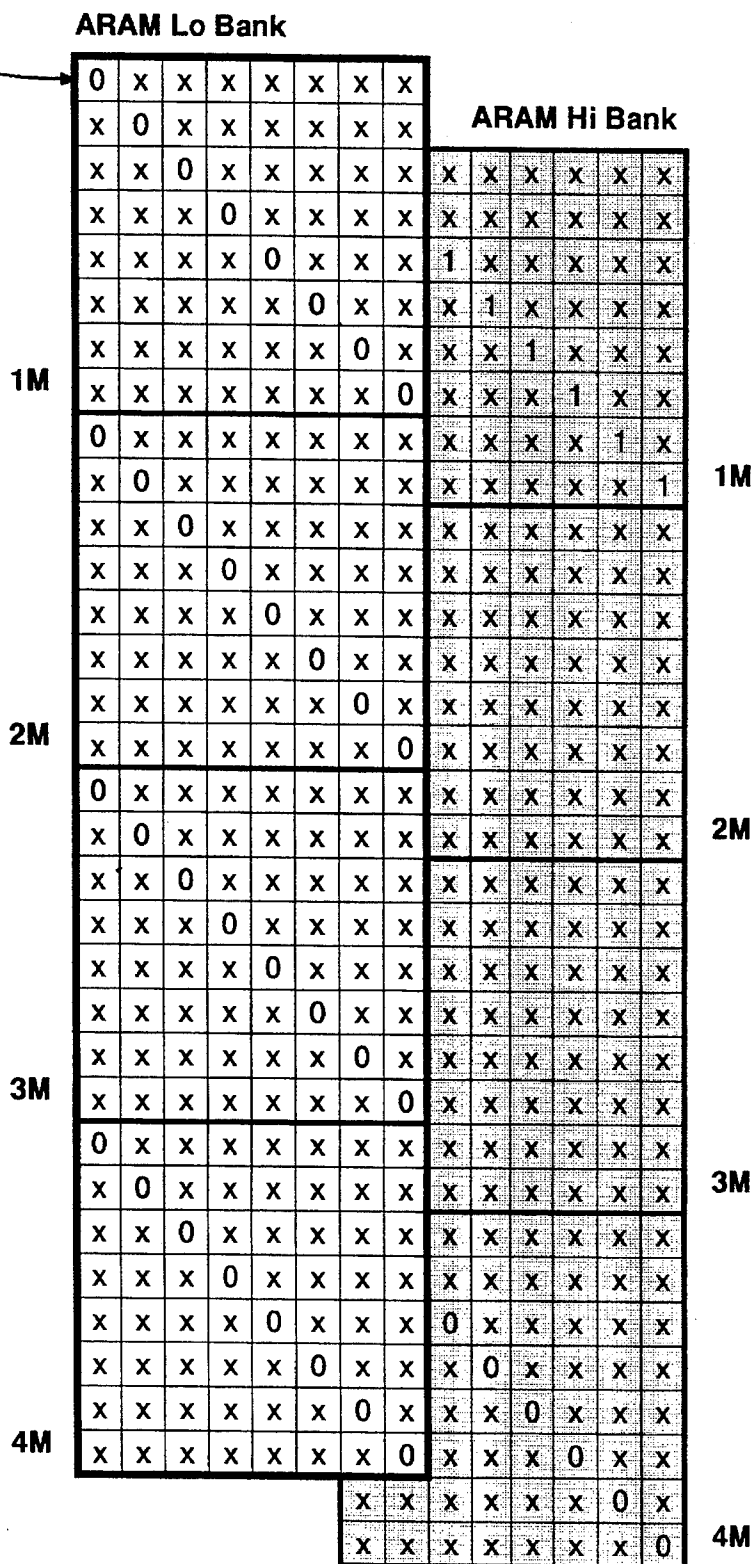 ARAM Lo Bank
0 x x x x x x x
x 0 x x x x x x ARAM Hi Bank
x x 0 x x x x x x x x x x x
x x x 0 x x x x x x x x x x
x x x x 0 x x x 1 x x x x x
x x x x x 0 x x x 1 x x x x
x x x x x x 0 x x x 1 x x x
1M x x x x x x x 0 x x x 1 x x
0 x x x x x x x x x x x 1 x
x 0 x x x x x x x x x x x 1 1M
x x 0 x x x x x x x x x x x
x x x 0 x x x x x x x x x x
x x x x 0 x x x x x x x x x
x x x x x 0 x x x x x x x x
x x x x x x 0 x x x x x x x
2M x x x x x x x 0 x x x x x x
0 x x x x x x x x x x x x x
x 0 x x x x x x x x x x x x 2M
x x 0 x x x x x x x x x x x
x x x 0 x x x x x x x x x x
x x x x 0 x x x x x x x x x
x x x x x 0 x x x x x x x x
x x x x x x 0 x x x x x x x
3M x x x x x x x 0 x x x x x x
0 x x x x x x x x x x x x x
x 0 x x x x x x x x x x x x 3M
x x 0 x x x x x x x x x x x
x x x 0 x x x x x x x x x x
x x x x 0 x x x 0 x x x x x
x x x x x 0 x x x 0 x x x x
x x x x x x 0 x x x 0 x x x
4M x x x x x x x 0 x x x 0 x x
x x x x x x 0 x
x x x x x x x 0 4M